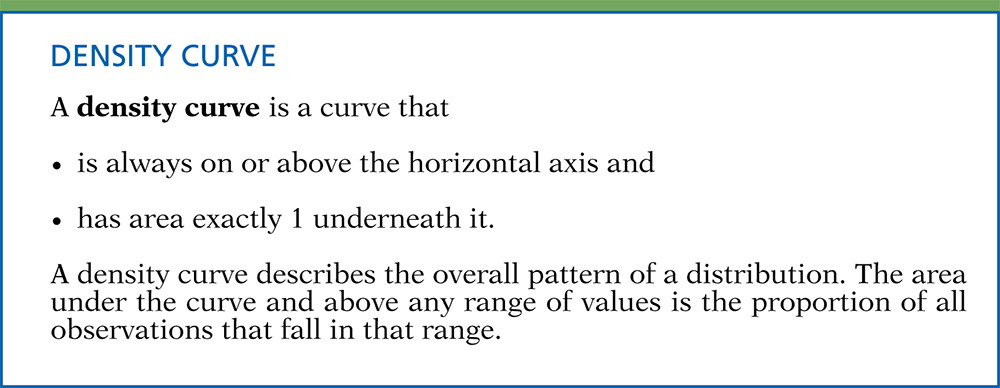 DENSITY CURVE
A density curve is a curve that
• is always on or above the horizontal axis and
• has area exactly 1 underneath it.
A density curve describes the overall pattern of a distribution. The area
under the curve and above any range of values is the proportion of all
observations that fall in that range.